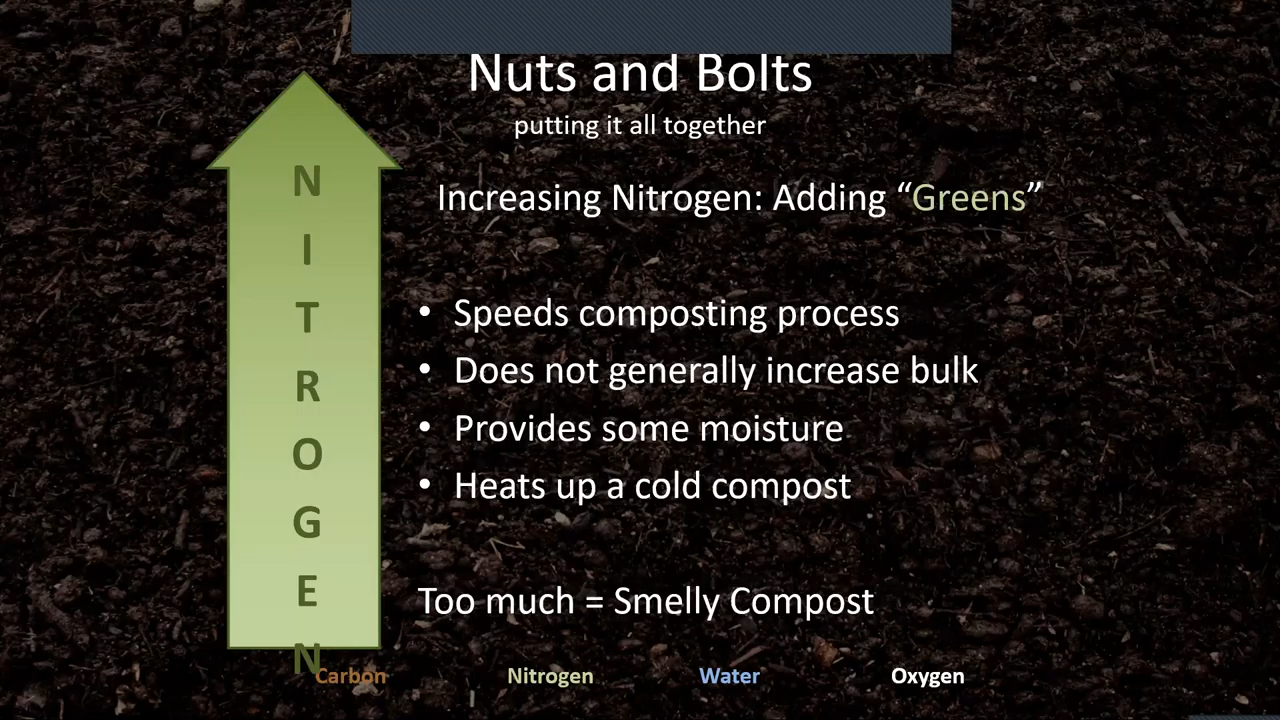 Nuts and Bolts
putting it all together
N
I
T
R
O
G
E
N
Increasing Nitrogen: Adding “Greens”
• Speeds composting process
• Does not generally increase bulk
• Provides some moisture
• Heats up a cold compost
Too much = Smelly Compost
Carbon Nitrogen Water Oxygen